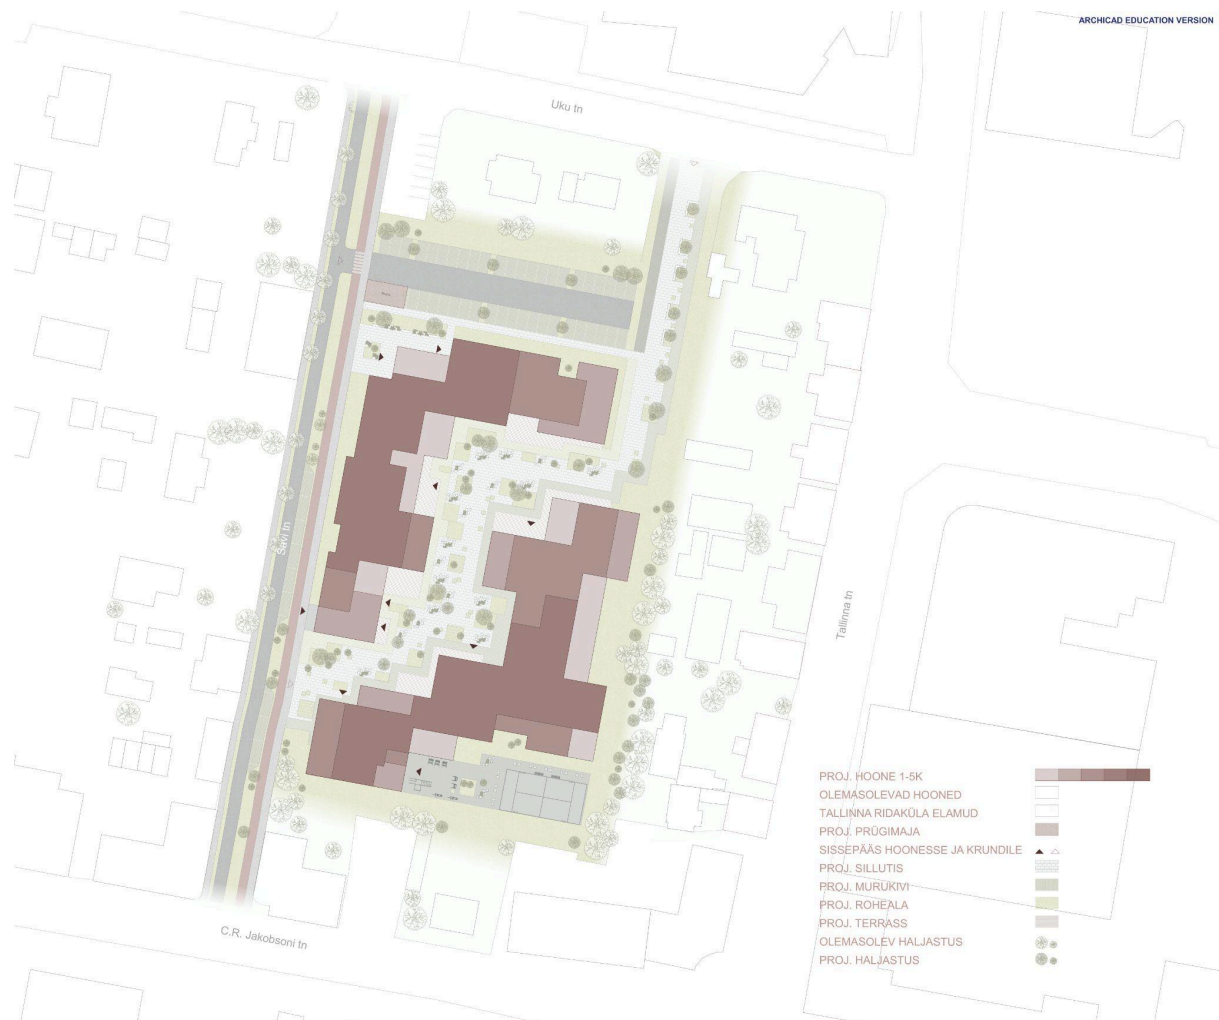 ARCHICAD EDUCATION VERSION
Uku tn
Savi tn
Tallinna tn
C.R. Jakobsoni tn
PROJ. HOONE 1-5K
OLEMASOLEVAD HOONED
TALLINNA RIDAKÜLA ELAMUD
PROJ. PRÜGIMAJA
SISSEPÄÄS HOONESSE JA KRUNDILE
PROJ. SILLUTIS
PROJ. MURUKIVI
PROJ. ROHEALA
PROJ. TERRASS
OLEMASOLEV HALJASTUS
PROJ. HALJASTUS